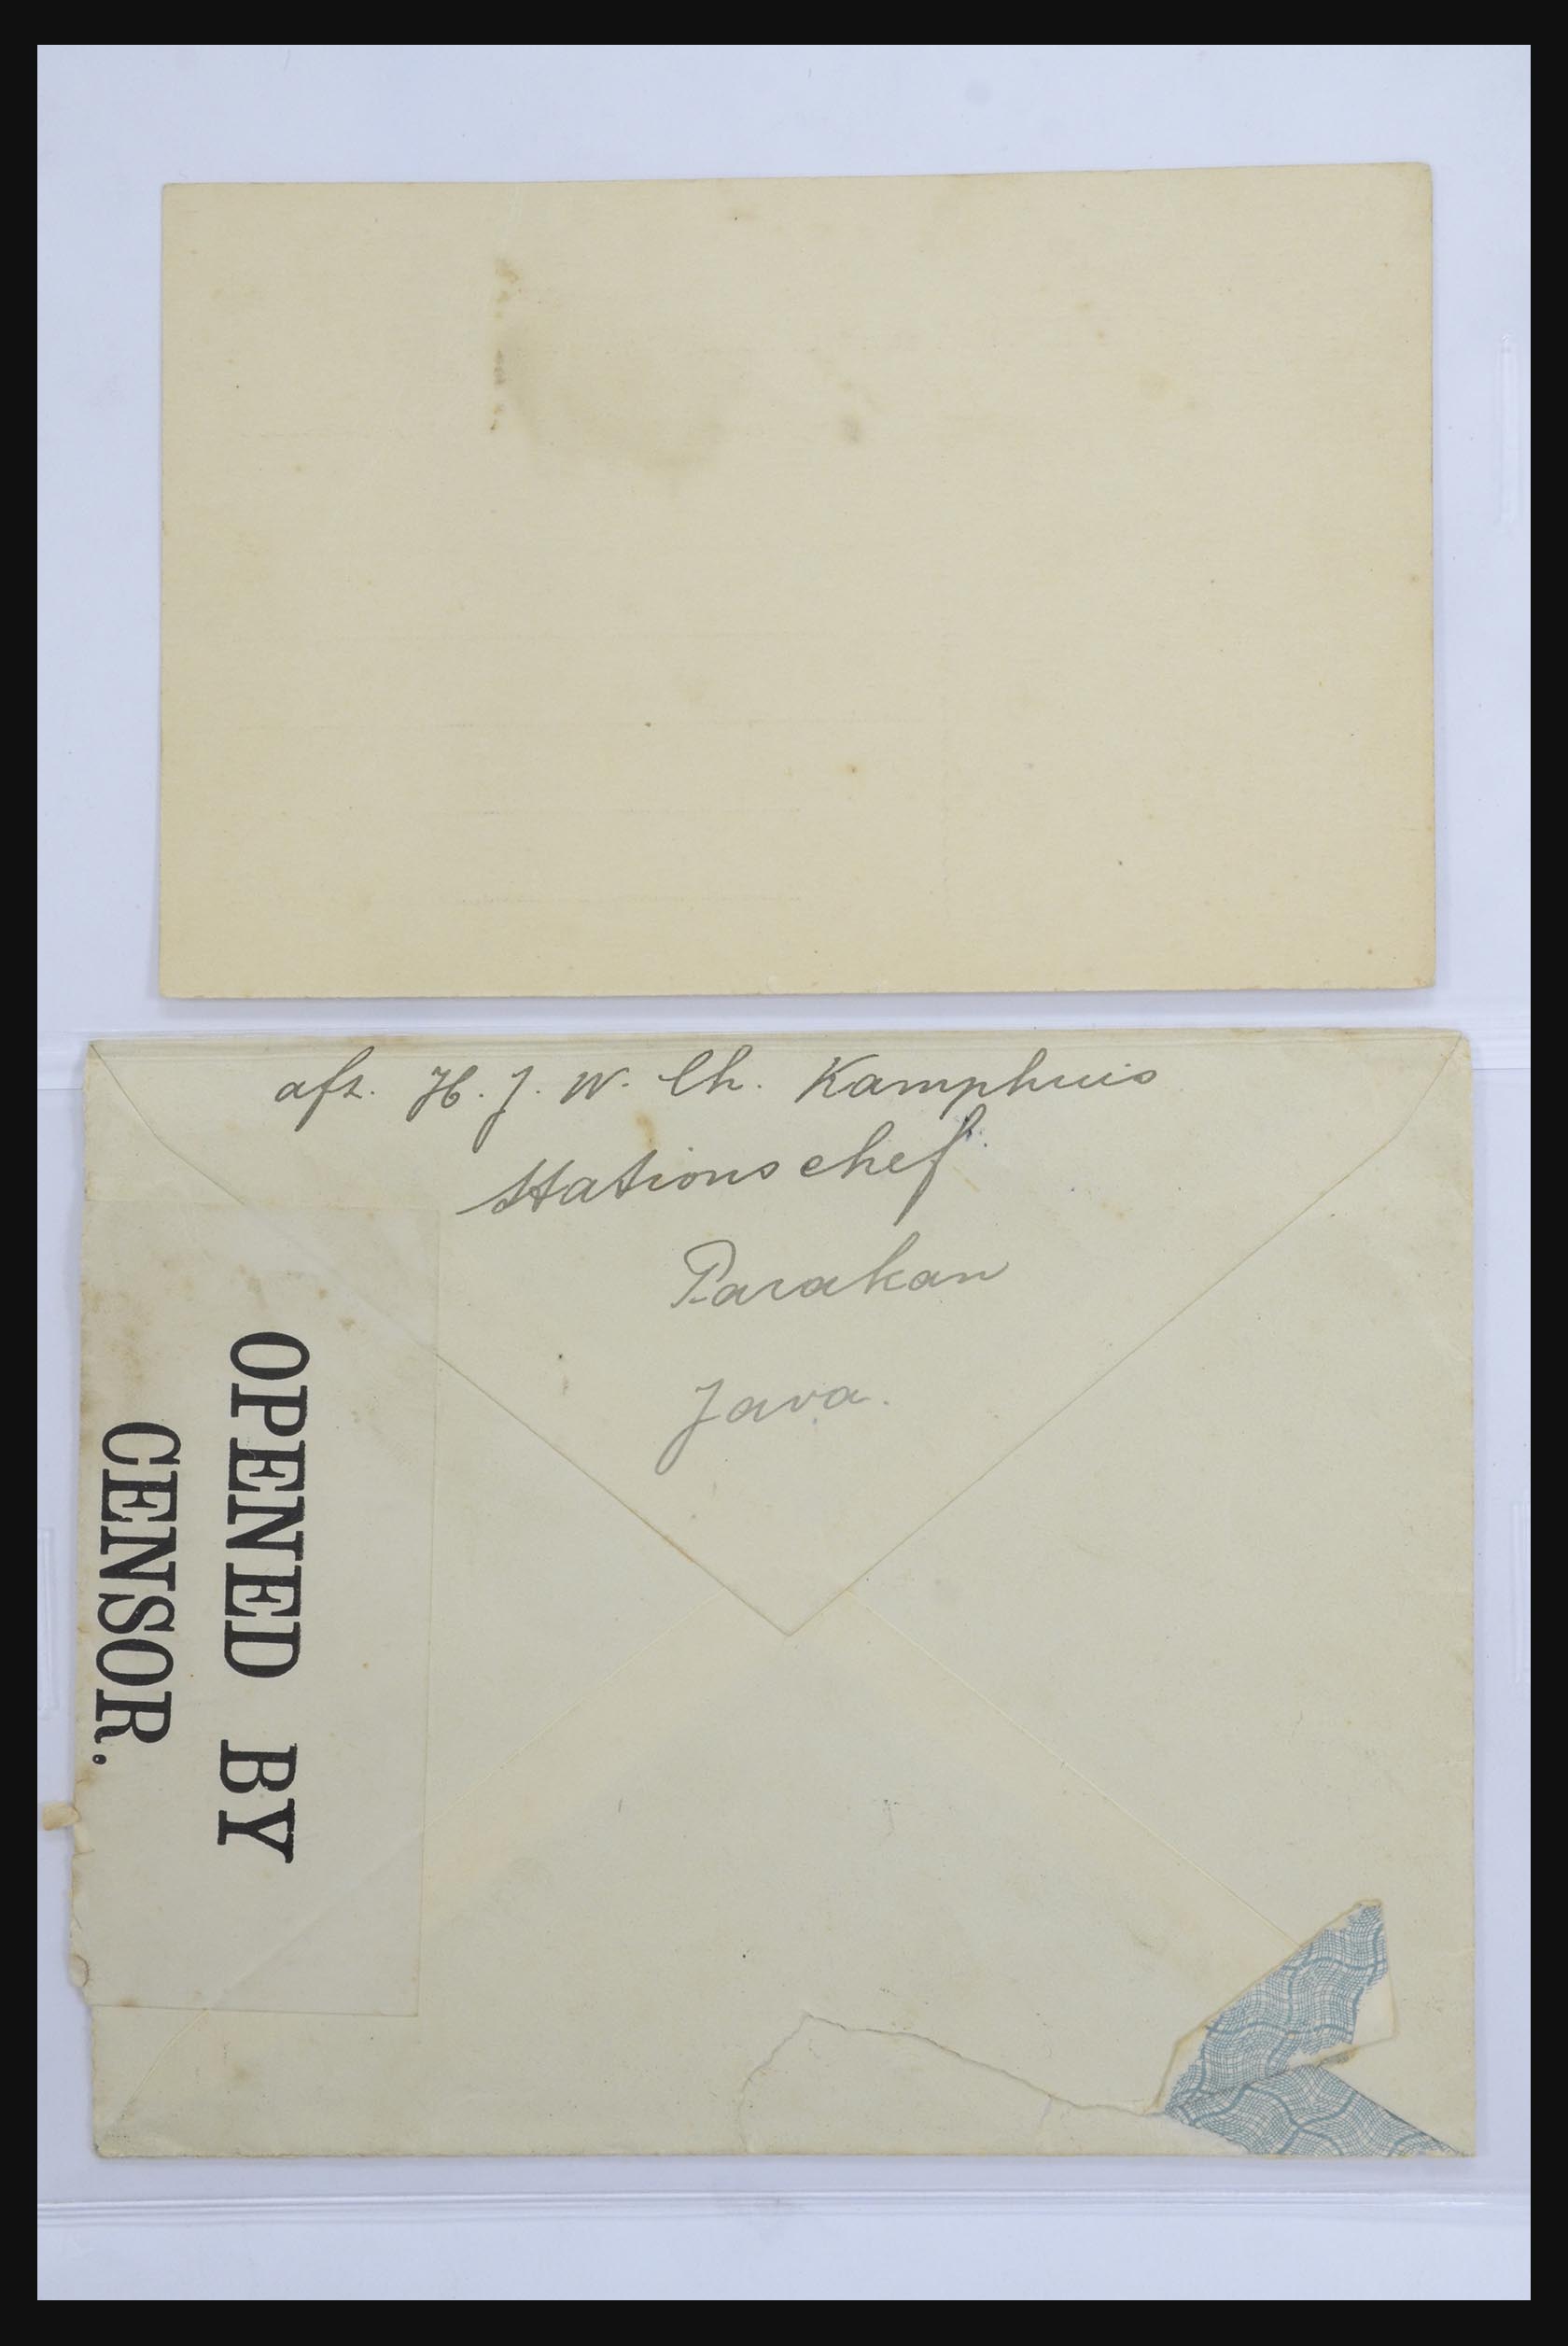 afz. H. J. W. Ch. Kamphuis
Stationschef
Parakan
Java.
OPENED BY
CENSOR.